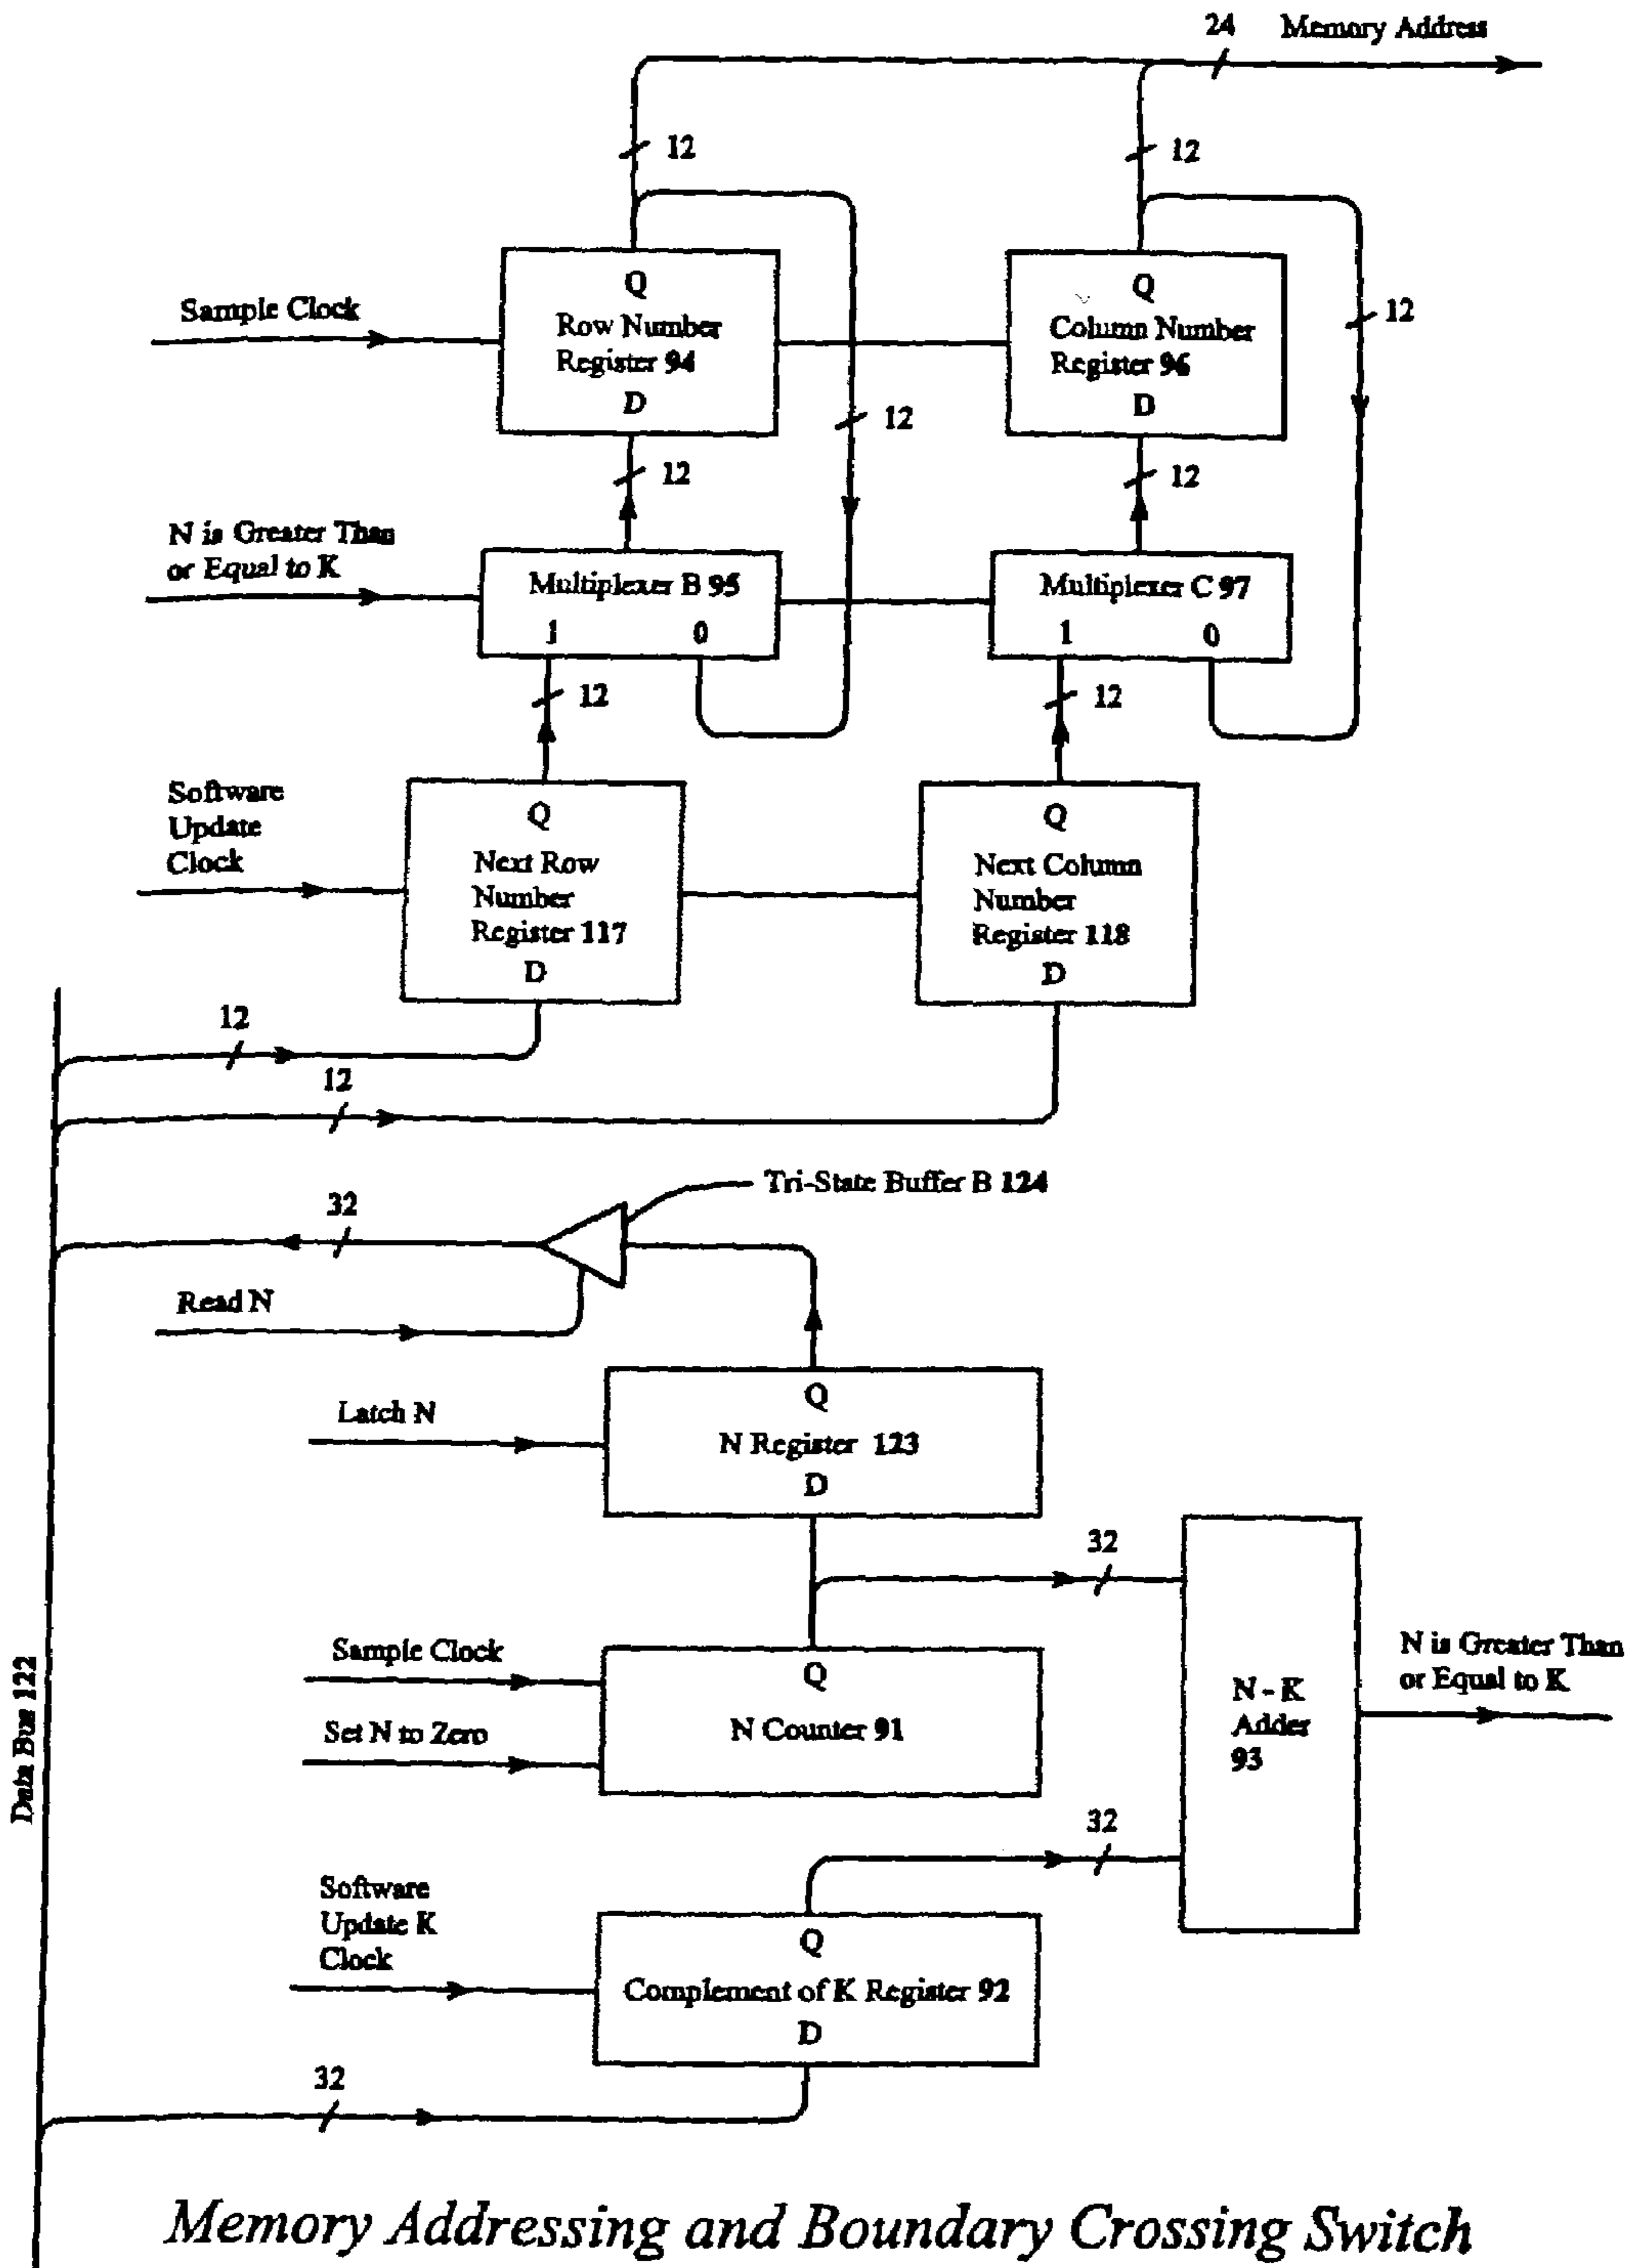 24 Memory Address
12
12
Q
Row Number
Register 94
D
Q
Column Number
Register 96
D
Sample Clock
12
12
12
12
N is Greater Than
or Equal to K
Multiplexer B 95
1 0
Multiplexer C 97
1 0
12
12
Software
Update
Clock
Q
Next Row
Number
Register 117
D
Q
Next Column
Number
Register 118
D
12
12
Tri-State Buffer B 124
32
Read N
Latch N
Q
N Register 123
D
32
Sample Clock
Set N to Zero
Q
N Counter 91
N - K
Adder
93
N is Greater Than
or Equal to K
Data Bus 122
32
Software
Update K
Clock
Q
Complement of K Register 92
D
32
Memory Addressing and Boundary Crossing Switch